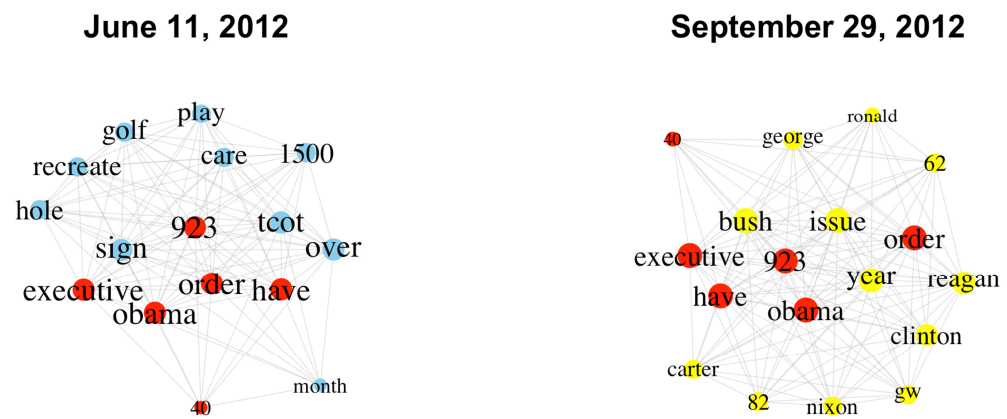 June 11, 2012
play
golf
recreate
care
1500
hole
923
tcot
sign
over
executive
order
have
obama
month
40
September 29, 2012
ronald
40
george
62
bush
issue
order
executive
923
year
reagan
have
obama
clinton
carter
gw
82
nixon